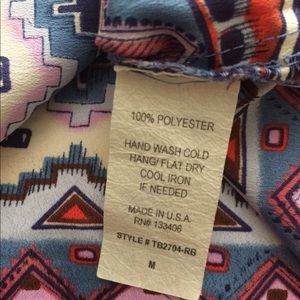 100% POLYESTER
HAND WASH COLD
HANG/ FLAT DRY
COOL IRON
IF NEEDED
MADE IN U.S.A.
RN# 133406
STYLE # TB2704-RB
M